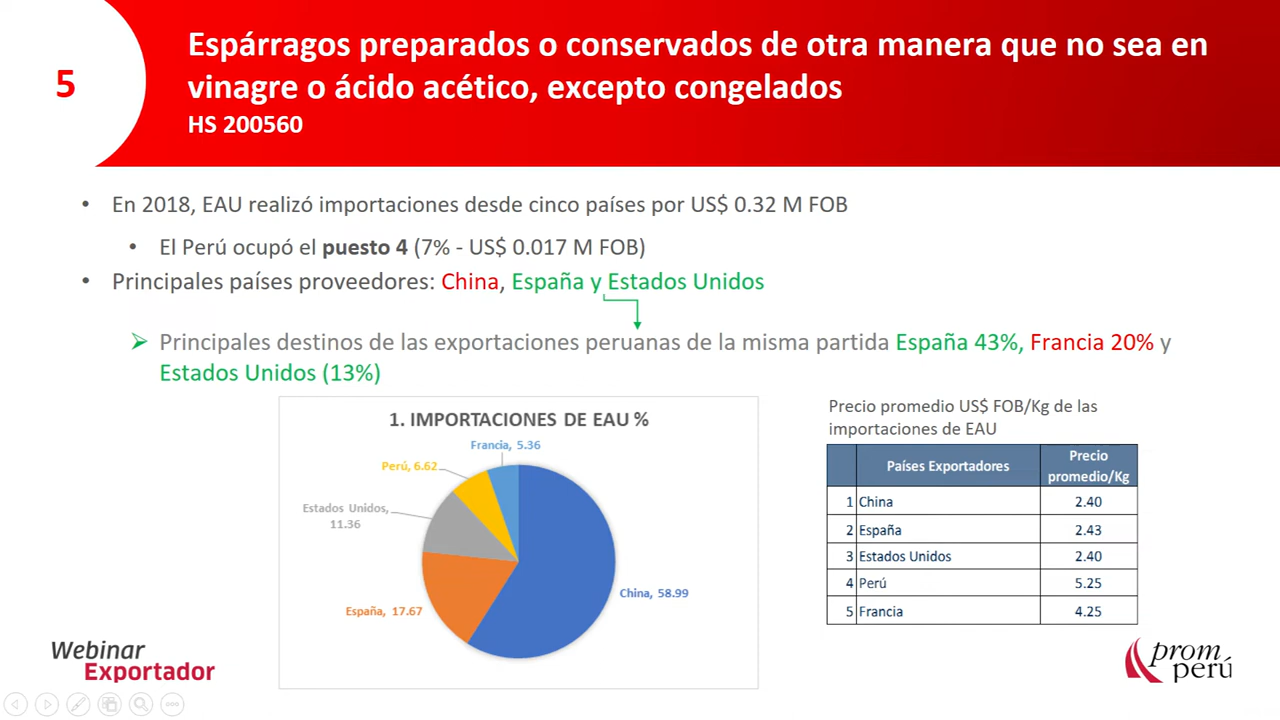 5
Espárragos preparados o conservados de otra manera que no sea en
vinagre o ácido acético, excepto congelados
HS 200560
• En 2018, EAU realizó importaciones desde cinco países por US$ 0.32 M FOB
• El Perú ocupó el puesto 4 (7% - US$ 0.017 M FOB)
• Principales países proveedores: China, España y Estados Unidos
Principales destinos de las exportaciones peruanas de la misma partida España 43%, Francia 20% y
Estados Unidos (13%)
1. IMPORTACIONES DE EAU %
Francia, 5.36
Perú, 6.62
Estados Unidos,
11.36
España, 17.67
China, 58.99
Precio promedio US$ FOB/Kg de las
importaciones de EAU
Países Exportadores Precio
promedio/Kg
1 China 2.40
2 España 2.43
3 Estados Unidos 2.40
4 Perú 5.25
5 Francia 4.25
Webinar
Exportador
prom
perú